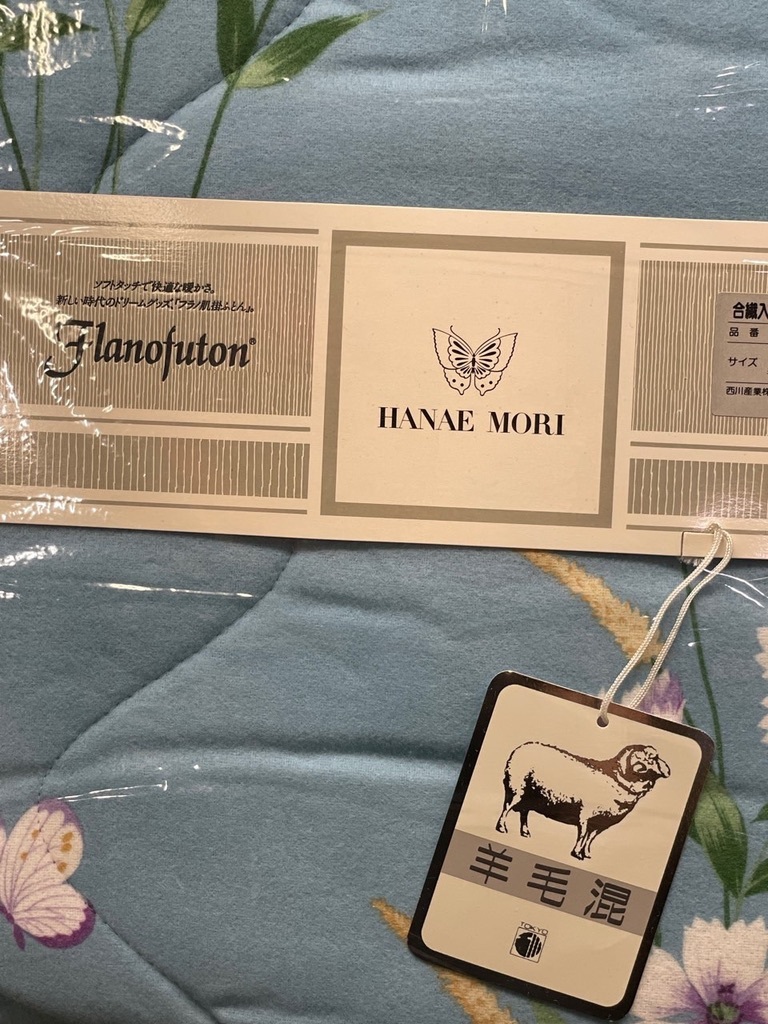 ソフトタッチで快適な暖かさ。
新しい時代のドリームグッズ、「フラノ肌掛ふとん」。
Flanofuton®
HANAE MORI
合繊入
品番
サイズ
西川産業株
羊毛混
TOKYO